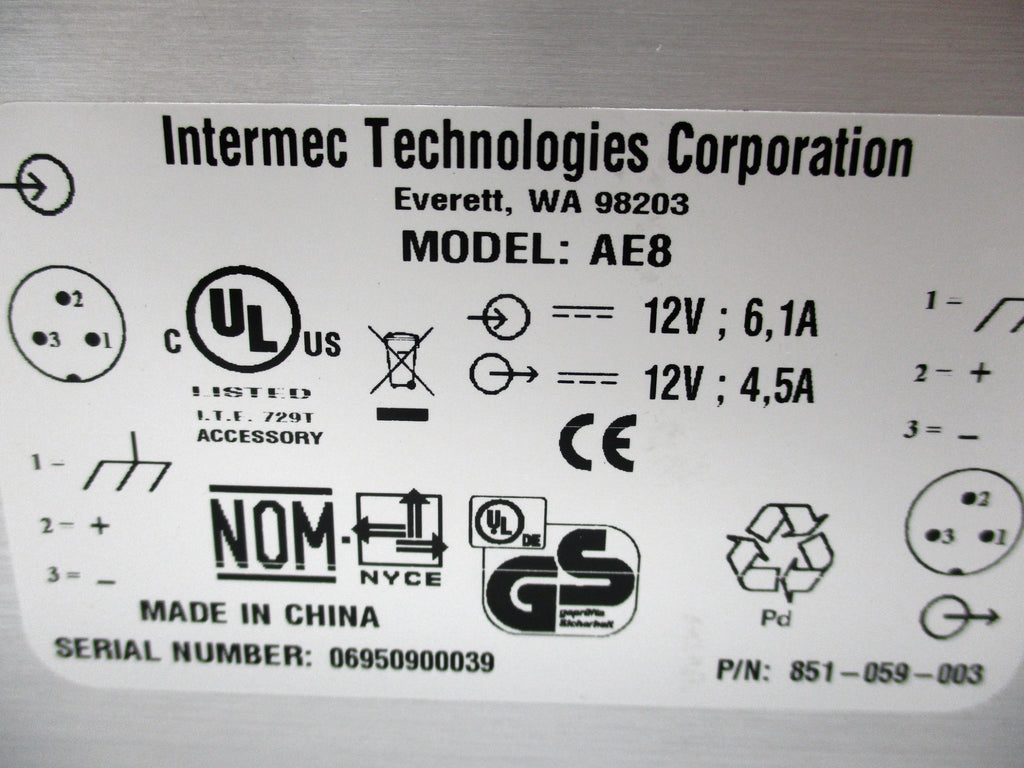 Intermec Technologies Corporation
Everett, WA 98203
MODEL: AE8
2
3 1
C UL US
LISTED
I.T.E. 729T
ACCESSORY
12V ; 6,1A
12V ; 4,5A
CE
1 –
2 – +
3 = –
1 –
2 – +
3 = –
2
3 1
NOM
NYCE
UL
DE
GS
geprüfte
Sicherheit
Pd
MADE IN CHINA
SERIAL NUMBER: 06950900039
P/N: 851-059-003